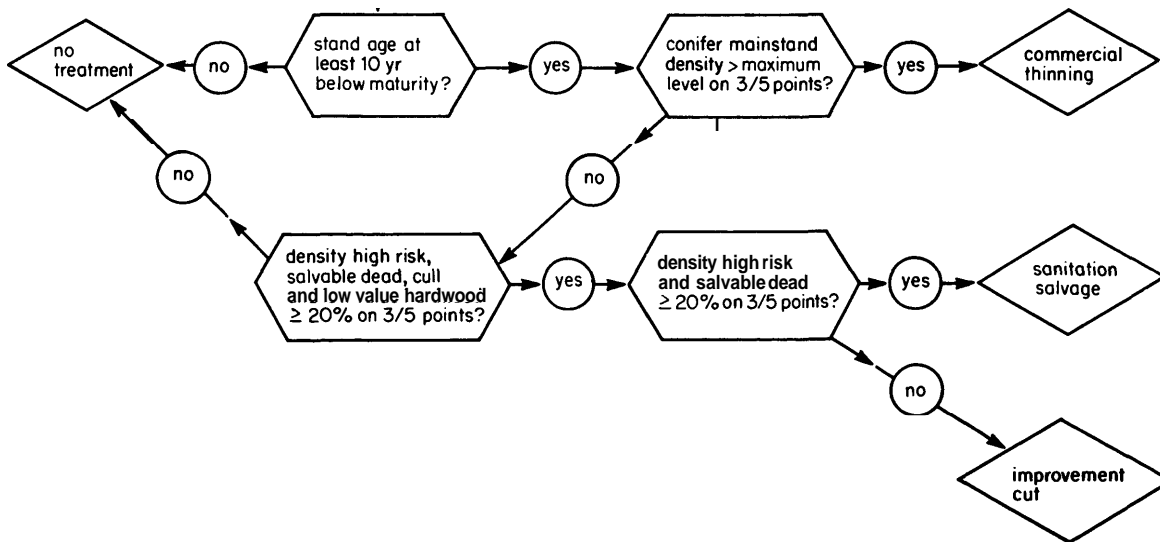 no
treatment
no
stand age at
least 10 yr
below maturity?
yes
conifer mainstand
density > maximum
level on 3/5 points?
yes
commercial
thinning
no
no
density high risk,
salvable dead, cull
and low value hardwood
≥ 20% on 3/5 points?
yes
density high risk
and salvable dead
≥ 20% on 3/5 points?
yes
sanitation
salvage
no
improvement
cut